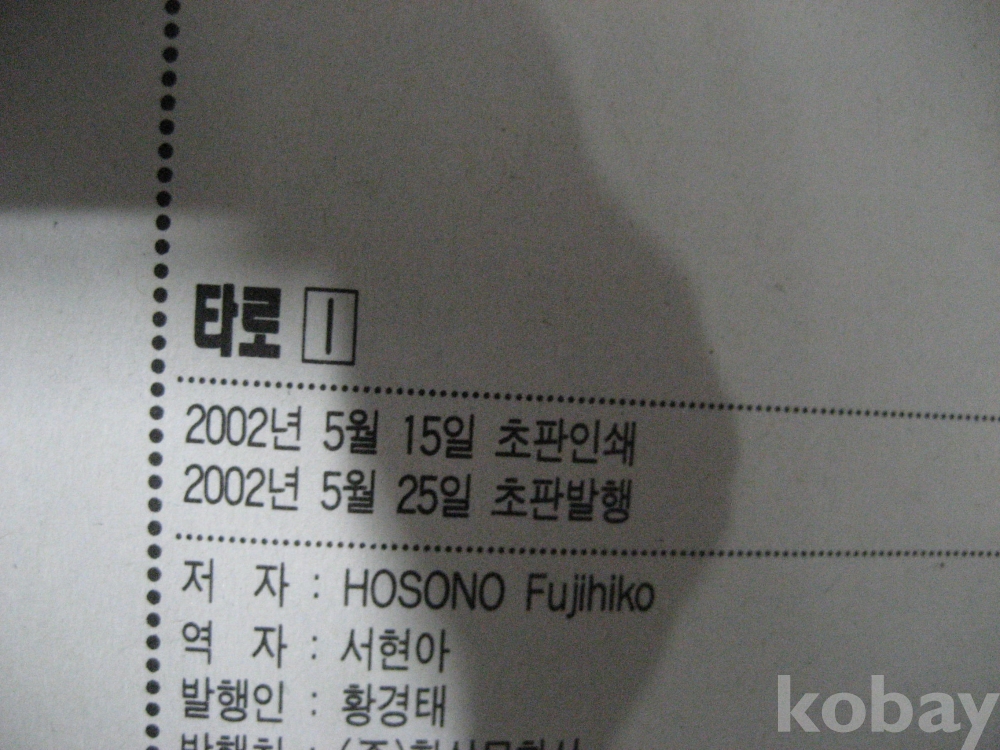 타로 1
2002년 5월 15일 초판인쇄
2002년 5월 25일 초판발행
저 자 : HOSONO Fujihiko
역 자 : 서현아
발행인 : 황경태
kobay